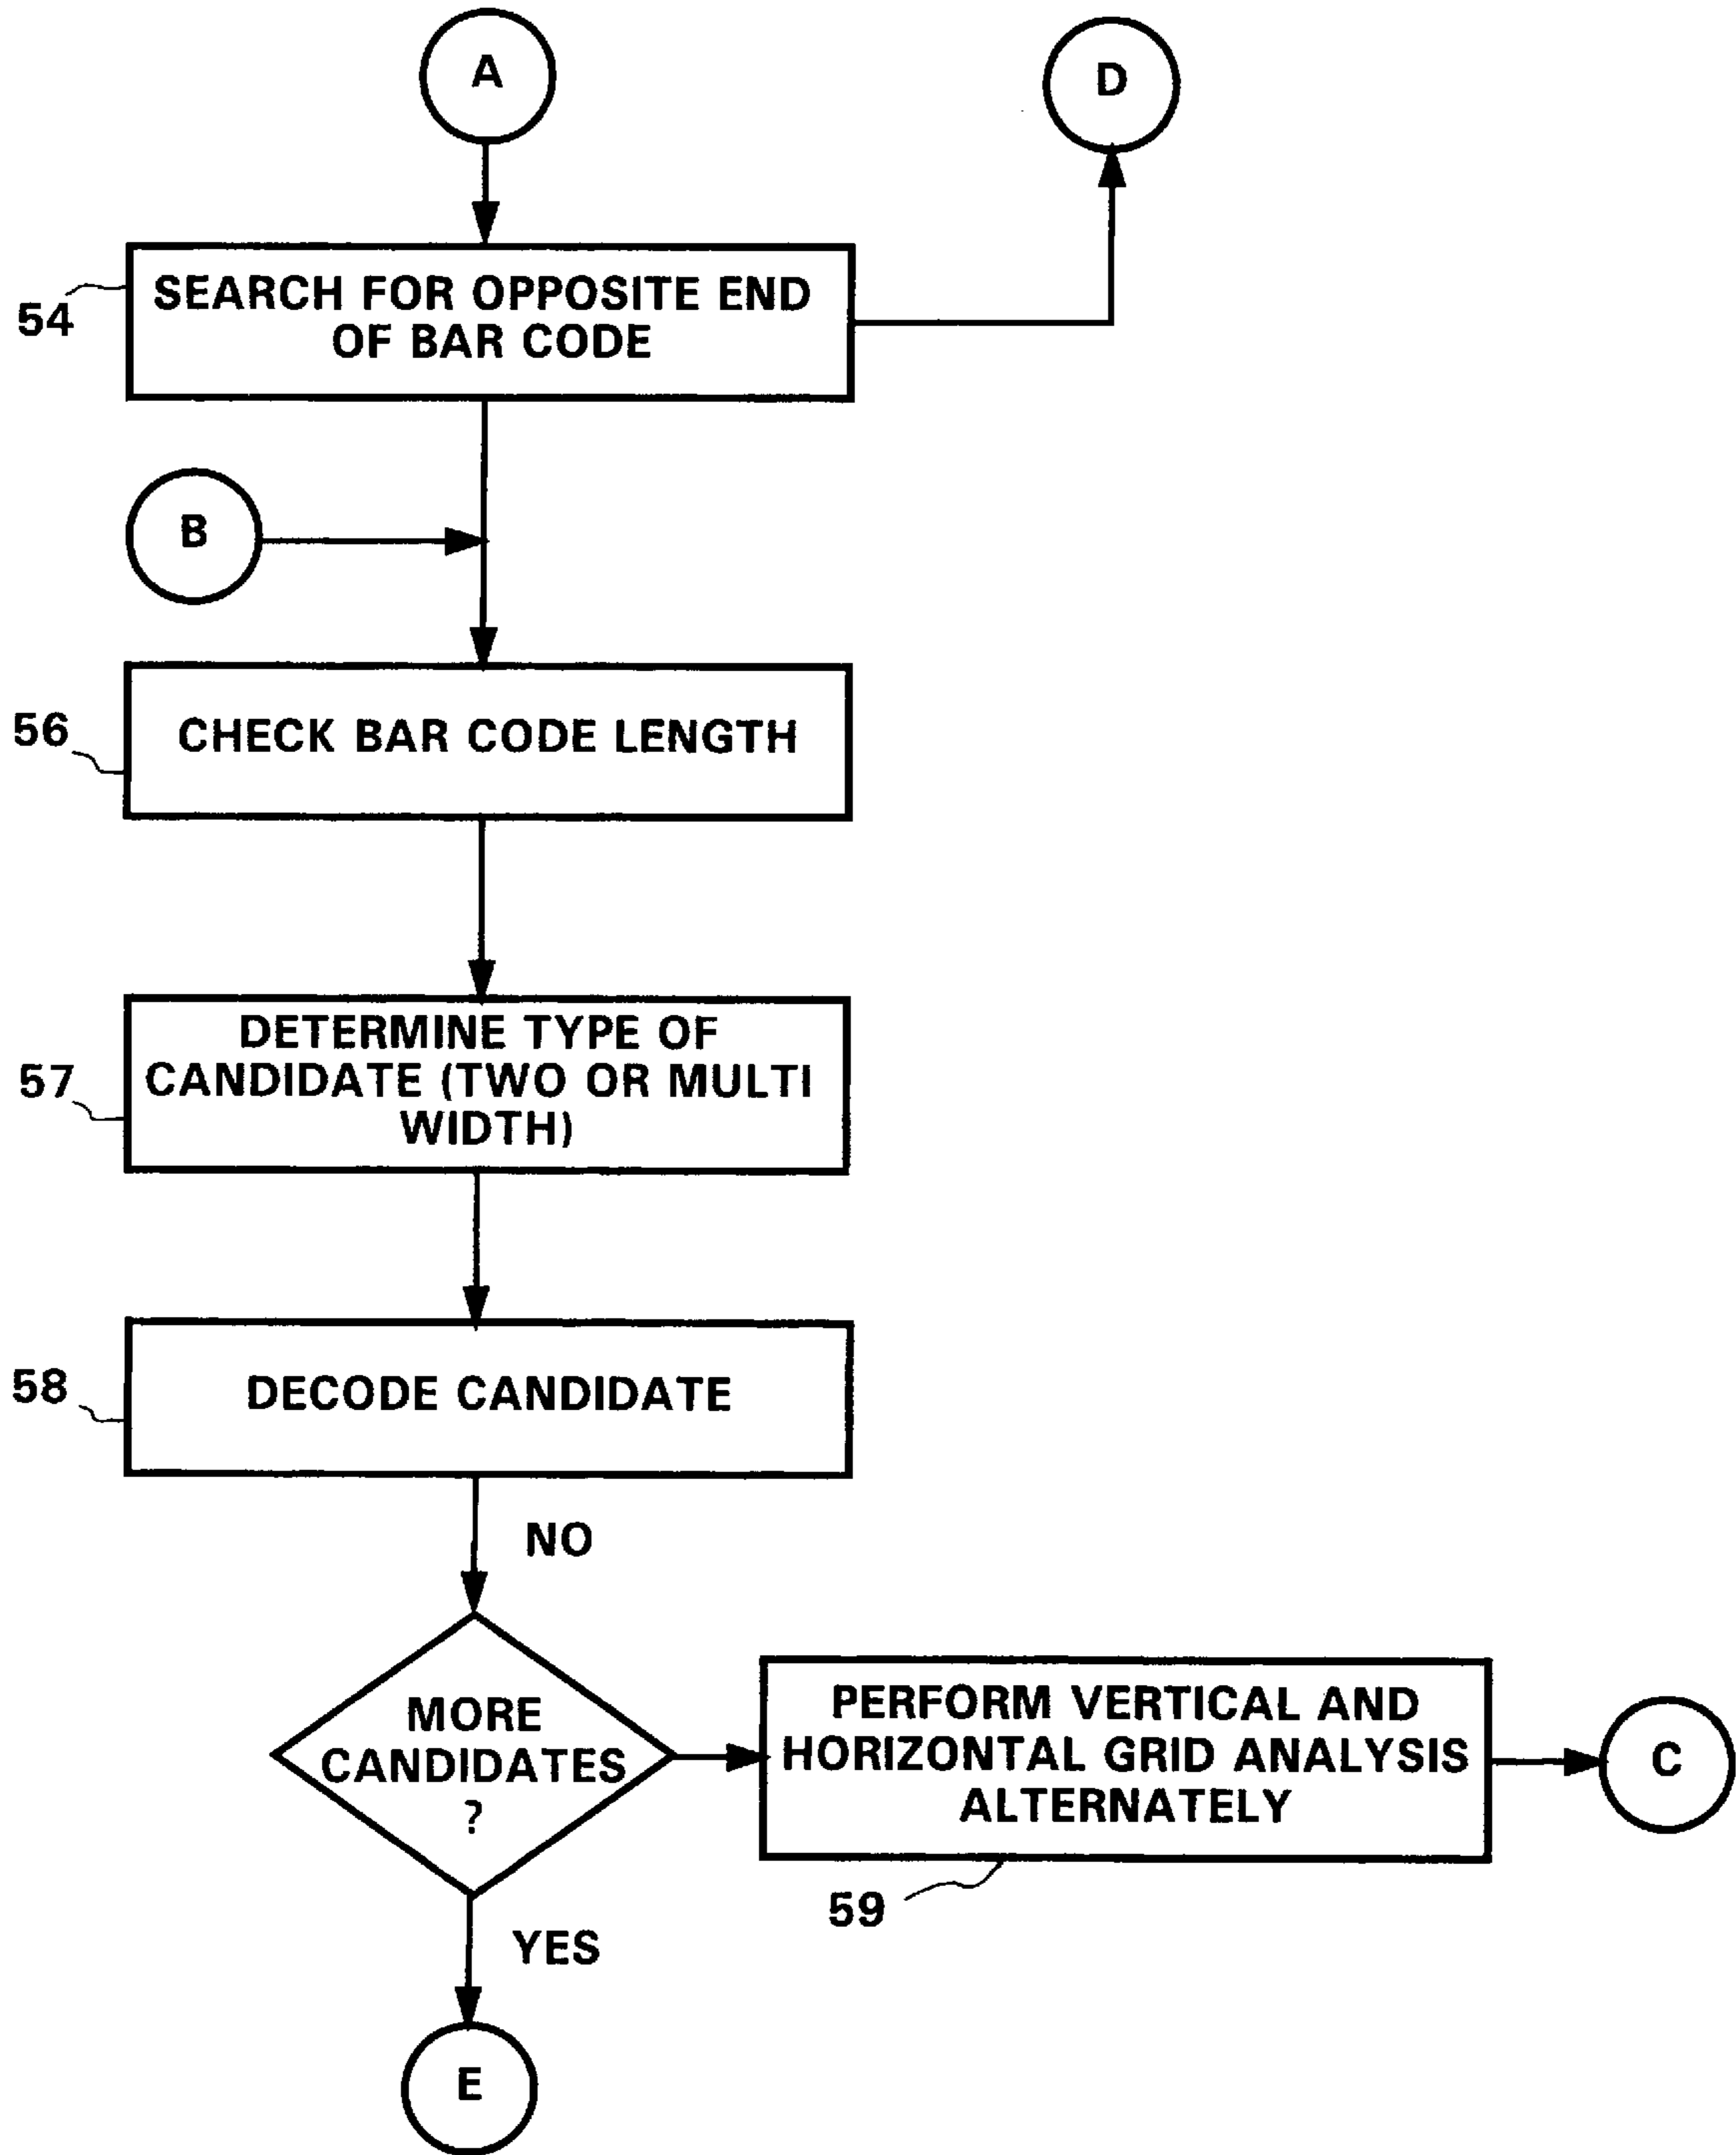 A
D
54
SEARCH FOR OPPOSITE END
OF BAR CODE
B
56
CHECK BAR CODE LENGTH
57
DETERMINE TYPE OF
CANDIDATE (TWO OR MULTI
WIDTH)
58
DECODE CANDIDATE
NO
MORE
CANDIDATES
?
PERFORM VERTICAL AND
HORIZONTAL GRID ANALYSIS
ALTERNATELY
C
59
YES
E